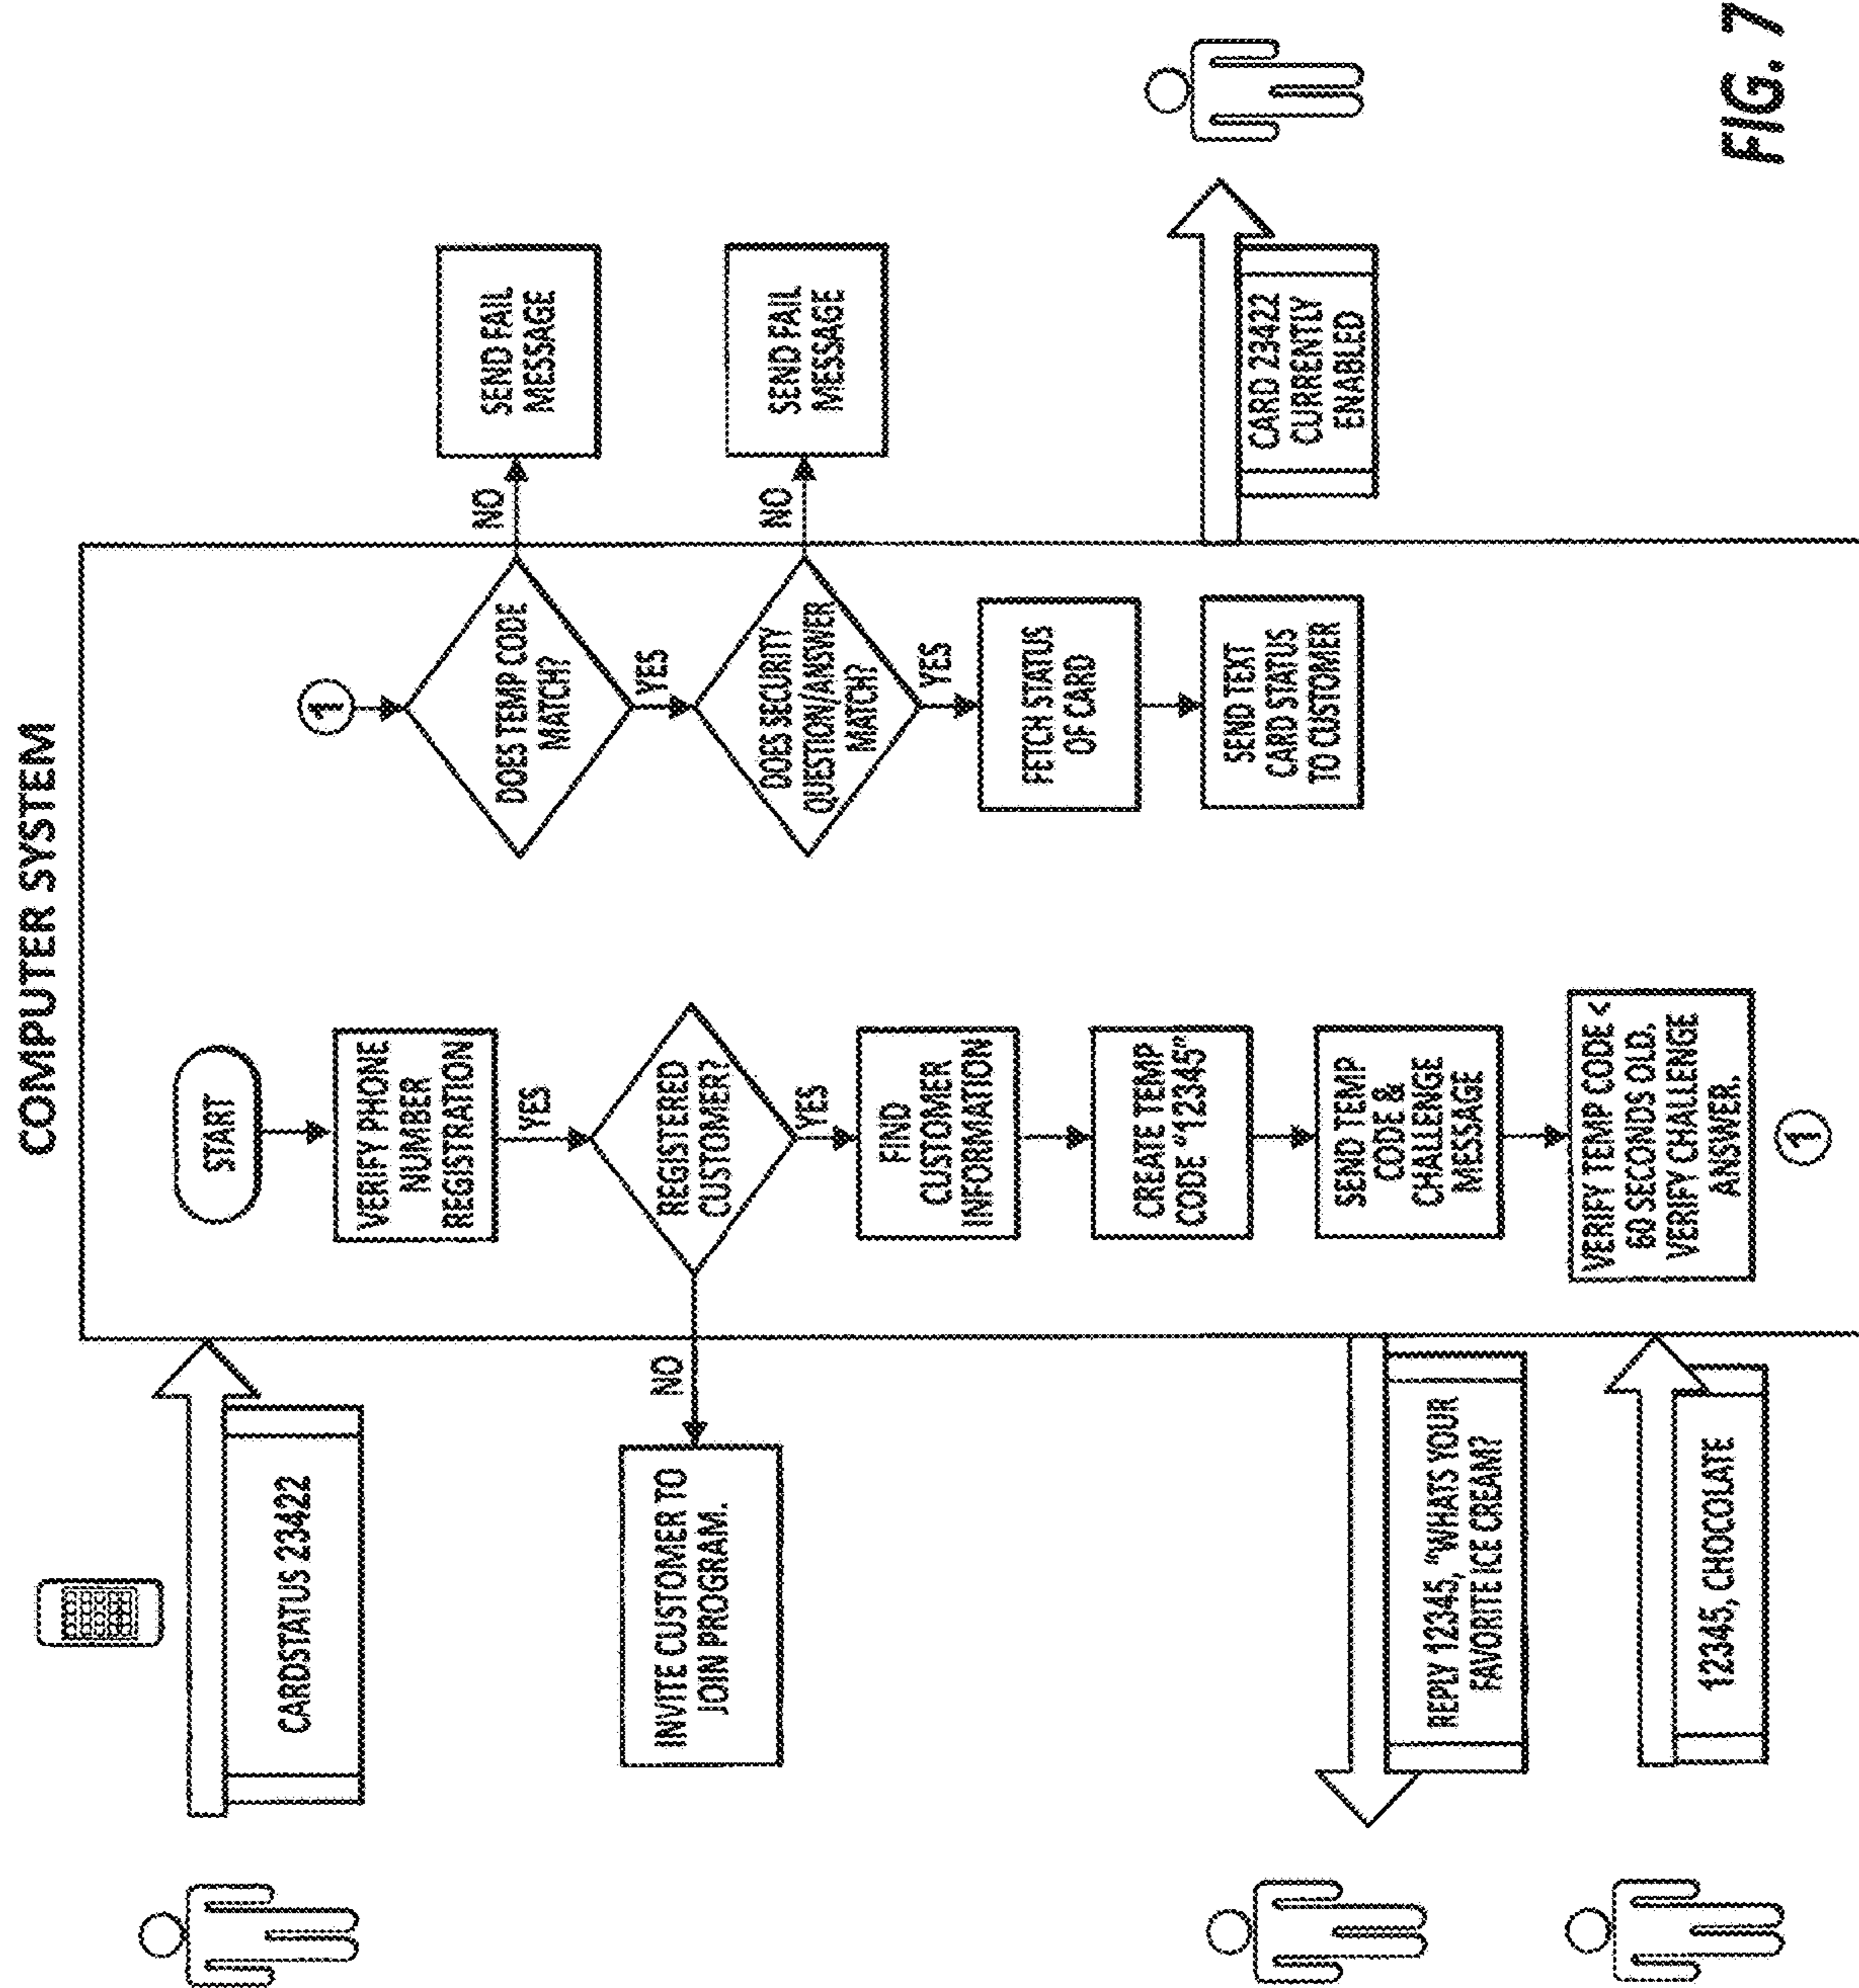 COMPUTER SYSTEM
CARDSTATUS 23422
START
VERIFY PHONE
NUMBER
REGISTRATION
YES
REGISTERED
CUSTOMER?
NO
INVITE CUSTOMER TO
JOIN PROGRAM.
YES
FIND
CUSTOMER
INFORMATION
CREATE TEMP
CODE "12345"
SEND TEMP
CODE &
CHALLENGE
MESSAGE
REPLY 12345, "WHATS YOUR
FAVORITE ICE CREAM?
12345, CHOCOLATE
VERIFY TEMP CODE <
60 SECONDS OLD.
VERIFY CHALLENGE
ANSWER.
1
1
DOES TEMP CODE
MATCH?
NO
SEND FAIL
MESSAGE
YES
DOES SECURITY
QUESTION/ANSWER
MATCH?
NO
SEND FAIL
MESSAGE
YES
FETCH STATUS
OF CARD
SEND TEXT
CARD STATUS
TO CUSTOMER
CARD 23422
CURRENTLY
ENABLED
FIG. 7